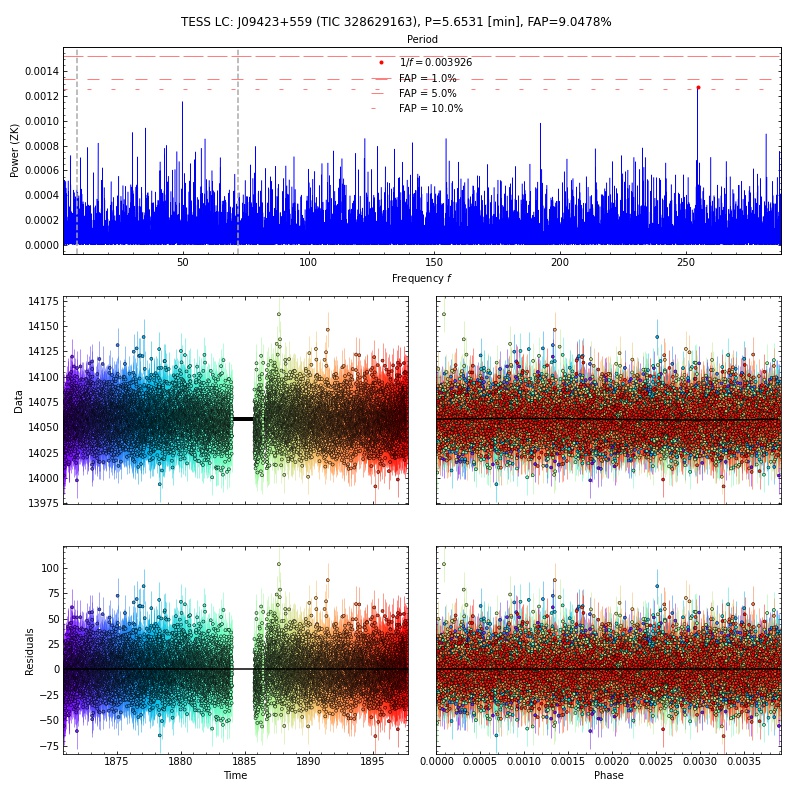 TESS LC: J09423+559 (TIC 328629163), P=5.6531 [min], FAP=9.0478%
Period
1/f = 0.003926
FAP = 1.0%
FAP = 5.0%
FAP = 10.0%
Power (ZK)
0.0014
0.0012
0.0010
0.0008
0.0006
0.0004
0.0002
0.0000
50 100 150 200 250
Frequency f
Data
14175
14150
14125
14100
14075
14050
14025
14000
13975
Residuals
100
75
50
25
0
−25
−50
−75
1875 1880 1885 1890 1895
Time
0.0000 0.0005 0.0010 0.0015 0.0020 0.0025 0.0030 0.0035
Phase